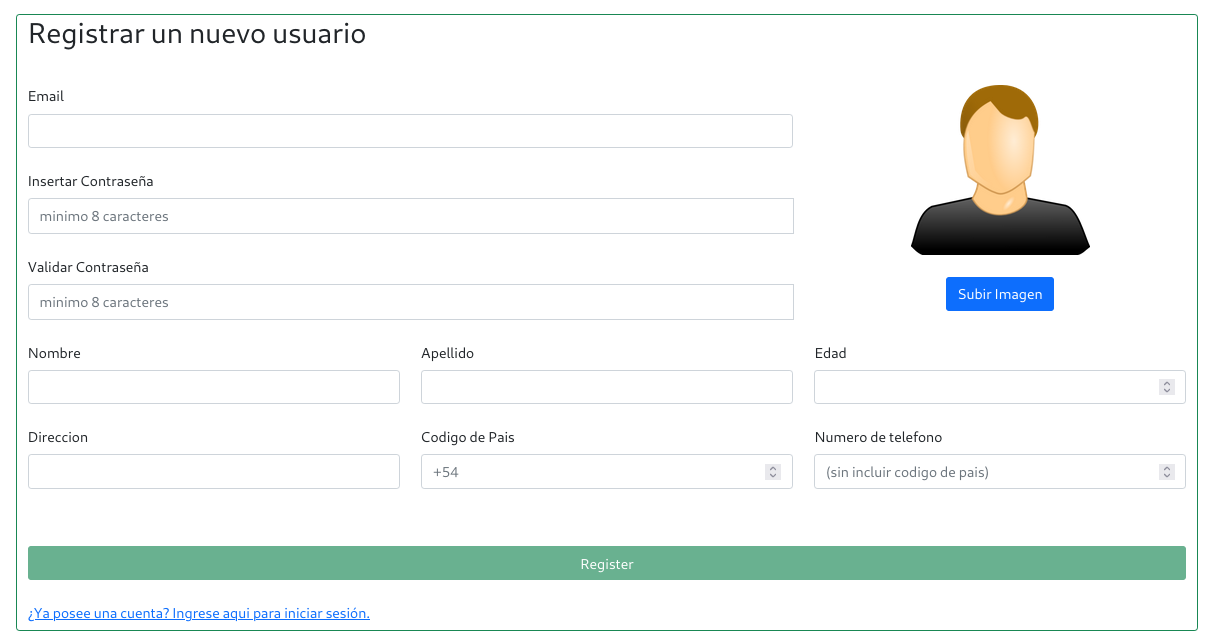 Registrar un nuevo usuario
Email
Insertar Contraseña
minimo 8 caracteres
Validar Contraseña
minimo 8 caracteres
Subir Imagen
Nombre
Apellido
Edad
Direccion
Codigo de Pais
Numero de telefono
+54
(sin incluir codigo de pais)
Register
¿Ya posee una cuenta? Ingrese aqui para iniciar sesión.